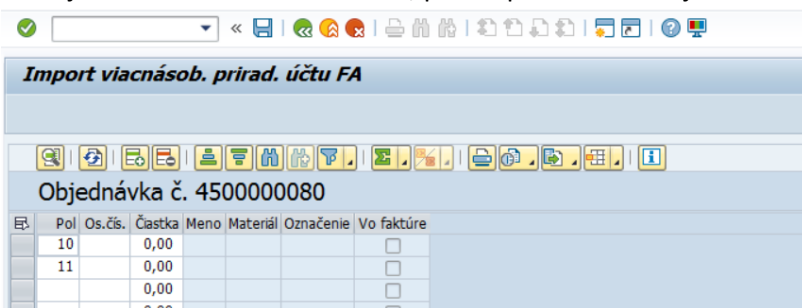 Import viacnásob. prirad. účtu FA
Objednávka č. 4500000080
Pol Os.čís. Čiastka Meno Materiál Označenie Vo faktúre
10 0,00
11 0,00
0,00